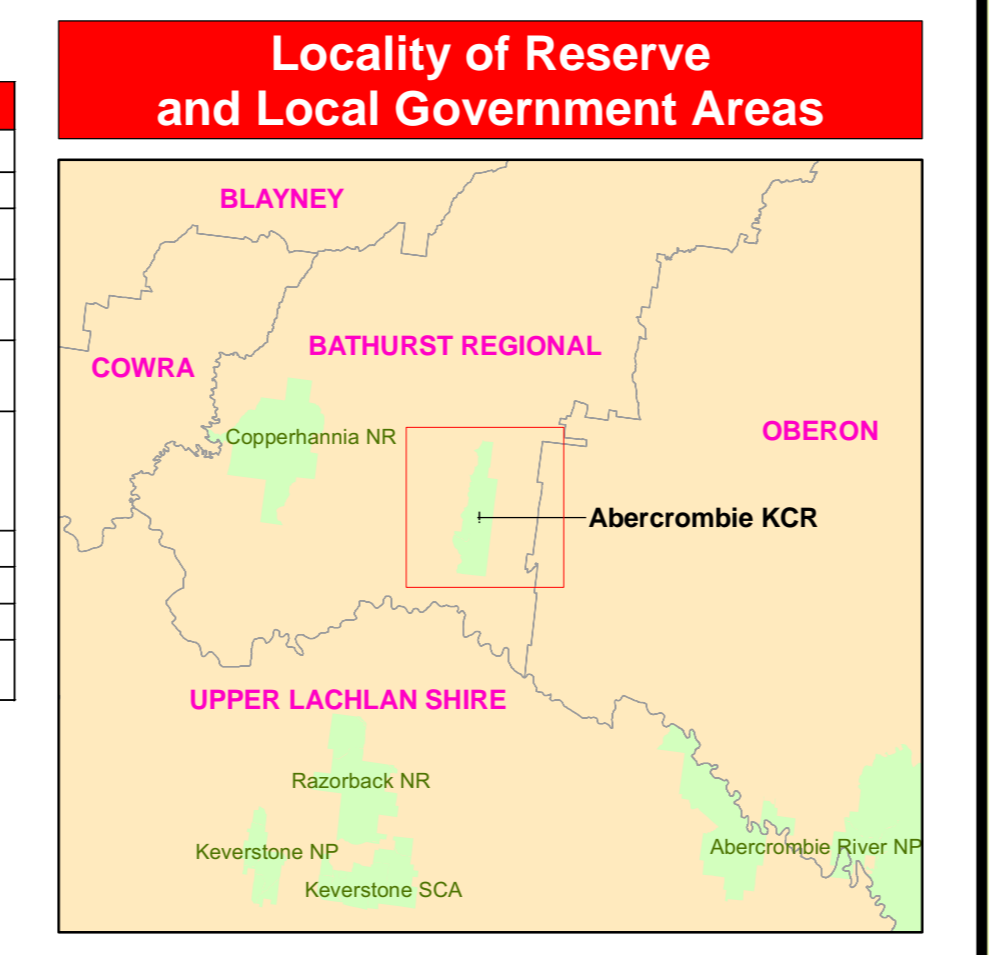 Locality of Reserve
and Local Government Areas
BLAYNEY
BATHURST REGIONAL
COWRA
OBERON
Copperhannia NR
Abercrombie KCR
UPPER LACHLAN SHIRE
Razorback NR
Keverstone NP
Abercrombie River NP
Keverstone SCA